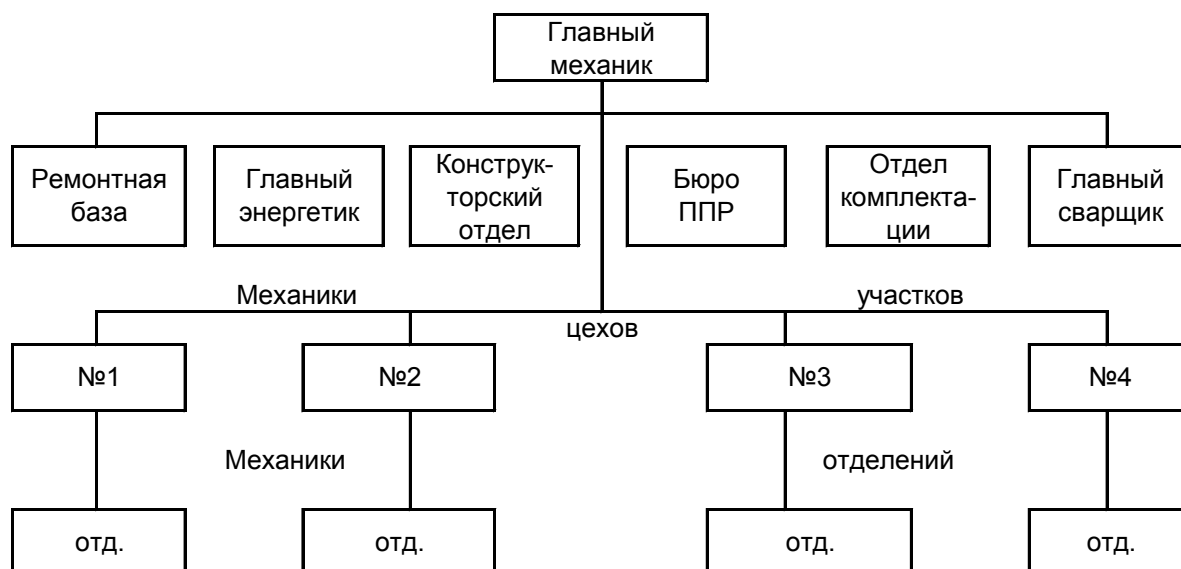 Главный
механик
Ремонтная
база
Главный
энергетик
Конструк-
торский
отдел
Бюро
ППР
Отдел
комплекта-
ции
Главный
сварщик
Механики
цехов
участков
№1
№2
№3
№4
Механики
отделений
отд.
отд.
отд.
отд.